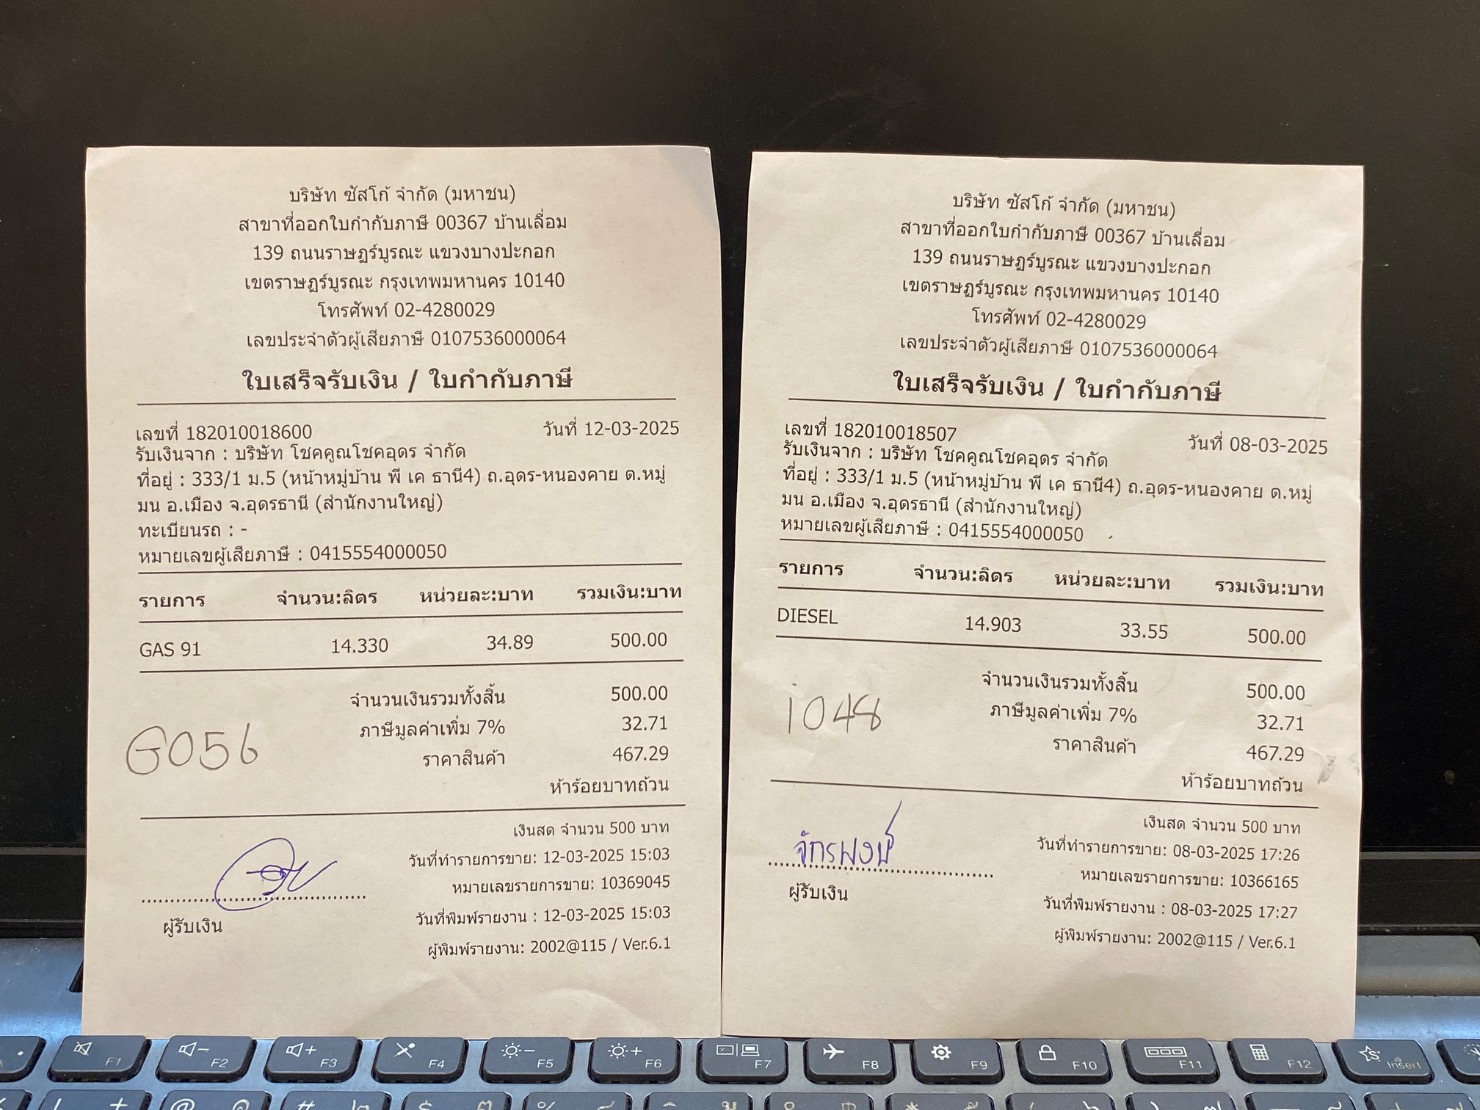 บริษัท ซัสโก้ จำกัด (มหาชน)
สาขาที่ออกใบกำกับภาษี 00367 บ้านเลื่อม
139 ถนนราษฎร์บูรณะ แขวงบางปะกอก
เขตราษฎร์บูรณะ กรุงเทพมหานคร 10140
โทรศัพท์ 02-4280029
เลขประจำตัวผู้เสียภาษี 0107536000064
ใบเสร็จรับเงิน / ใบกำกับภาษี
เลขที่ 182010018600 วันที่ 12-03-2025
รับเงินจาก : บริษัท โชคคูณโชคอุดร จำกัด
ที่อยู่ : 333/1 ม.5 (หน้าหมู่บ้าน พี เค ธานี4) ถ.อุดร-หนองคาย ต.หมู่
มน อ.เมือง จ.อุดรธานี (สำนักงานใหญ่)
ทะเบียนรถ : -
หมายเลขผู้เสียภาษี : 0415554000050
รายการ จำนวน:ลิตร หน่วยละ:บาท รวมเงิน:บาท
GAS 91 14.330 34.89 500.00
จำนวนเงินรวมทั้งสิ้น 500.00
ภาษีมูลค่าเพิ่ม 7% 32.71
G056
ราคาสินค้า 467.29
ห้าร้อยบาทถ้วน
เงินสด จำนวน 500 บาท
วันที่ทำรายการขาย: 12-03-2025 15:03
หมายเลขรายการขาย: 10369045
วันที่พิมพ์รายงาน : 12-03-2025 15:03
ผู้รับเงิน
ผู้พิมพ์รายงาน: 2002@115 / Ver.6.1
บริษัท ซัสโก้ จำกัด (มหาชน)
สาขาที่ออกใบกำกับภาษี 00367 บ้านเลื่อม
139 ถนนราษฎร์บูรณะ แขวงบางปะกอก
เขตราษฎร์บูรณะ กรุงเทพมหานคร 10140
โทรศัพท์ 02-4280029
เลขประจำตัวผู้เสียภาษี 0107536000064
ใบเสร็จรับเงิน / ใบกำกับภาษี
เลขที่ 182010018507 วันที่ 08-03-2025
รับเงินจาก : บริษัท โชคคูณโชคอุดร จำกัด
ที่อยู่ : 333/1 ม.5 (หน้าหมู่บ้าน พี เค ธานี4) ถ.อุดร-หนองคาย ต.หมู่
มน อ.เมือง จ.อุดรธานี (สำนักงานใหญ่)
หมายเลขผู้เสียภาษี : 0415554000050
รายการ จำนวน:ลิตร หน่วยละ:บาท รวมเงิน:บาท
DIESEL 14.903 33.55 500.00
จำนวนเงินรวมทั้งสิ้น 500.00
1048
ภาษีมูลค่าเพิ่ม 7% 32.71
ราคาสินค้า 467.29
ห้าร้อยบาทถ้วน
เงินสด จำนวน 500 บาท
จักรพงษ์
วันที่ทำรายการขาย: 08-03-2025 17:26
หมายเลขรายการขาย: 10366165
ผู้รับเงิน
วันที่พิมพ์รายงาน : 08-03-2025 17:27
ผู้พิมพ์รายงาน: 2002@115 / Ver.6.1
F1 F2 F3 F4 F5 F6 F7 F8 F9 F10 F11 F12 Insert